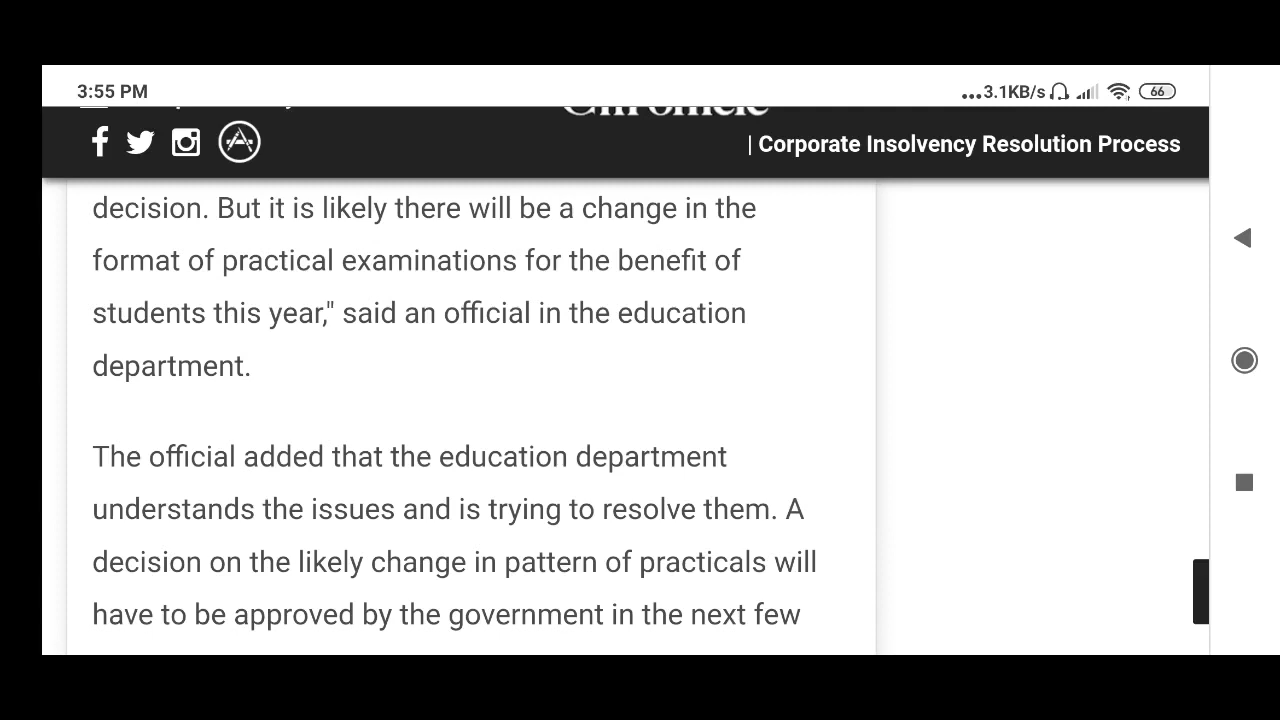 3:55 PM
...3.1KB/s
66
| Corporate Insolvency Resolution Process
decision. But it is likely there will be a change in the
format of practical examinations for the benefit of
students this year," said an official in the education
department.
The official added that the education department
understands the issues and is trying to resolve them. A
decision on the likely change in pattern of practicals will
have to be approved by the government in the next few